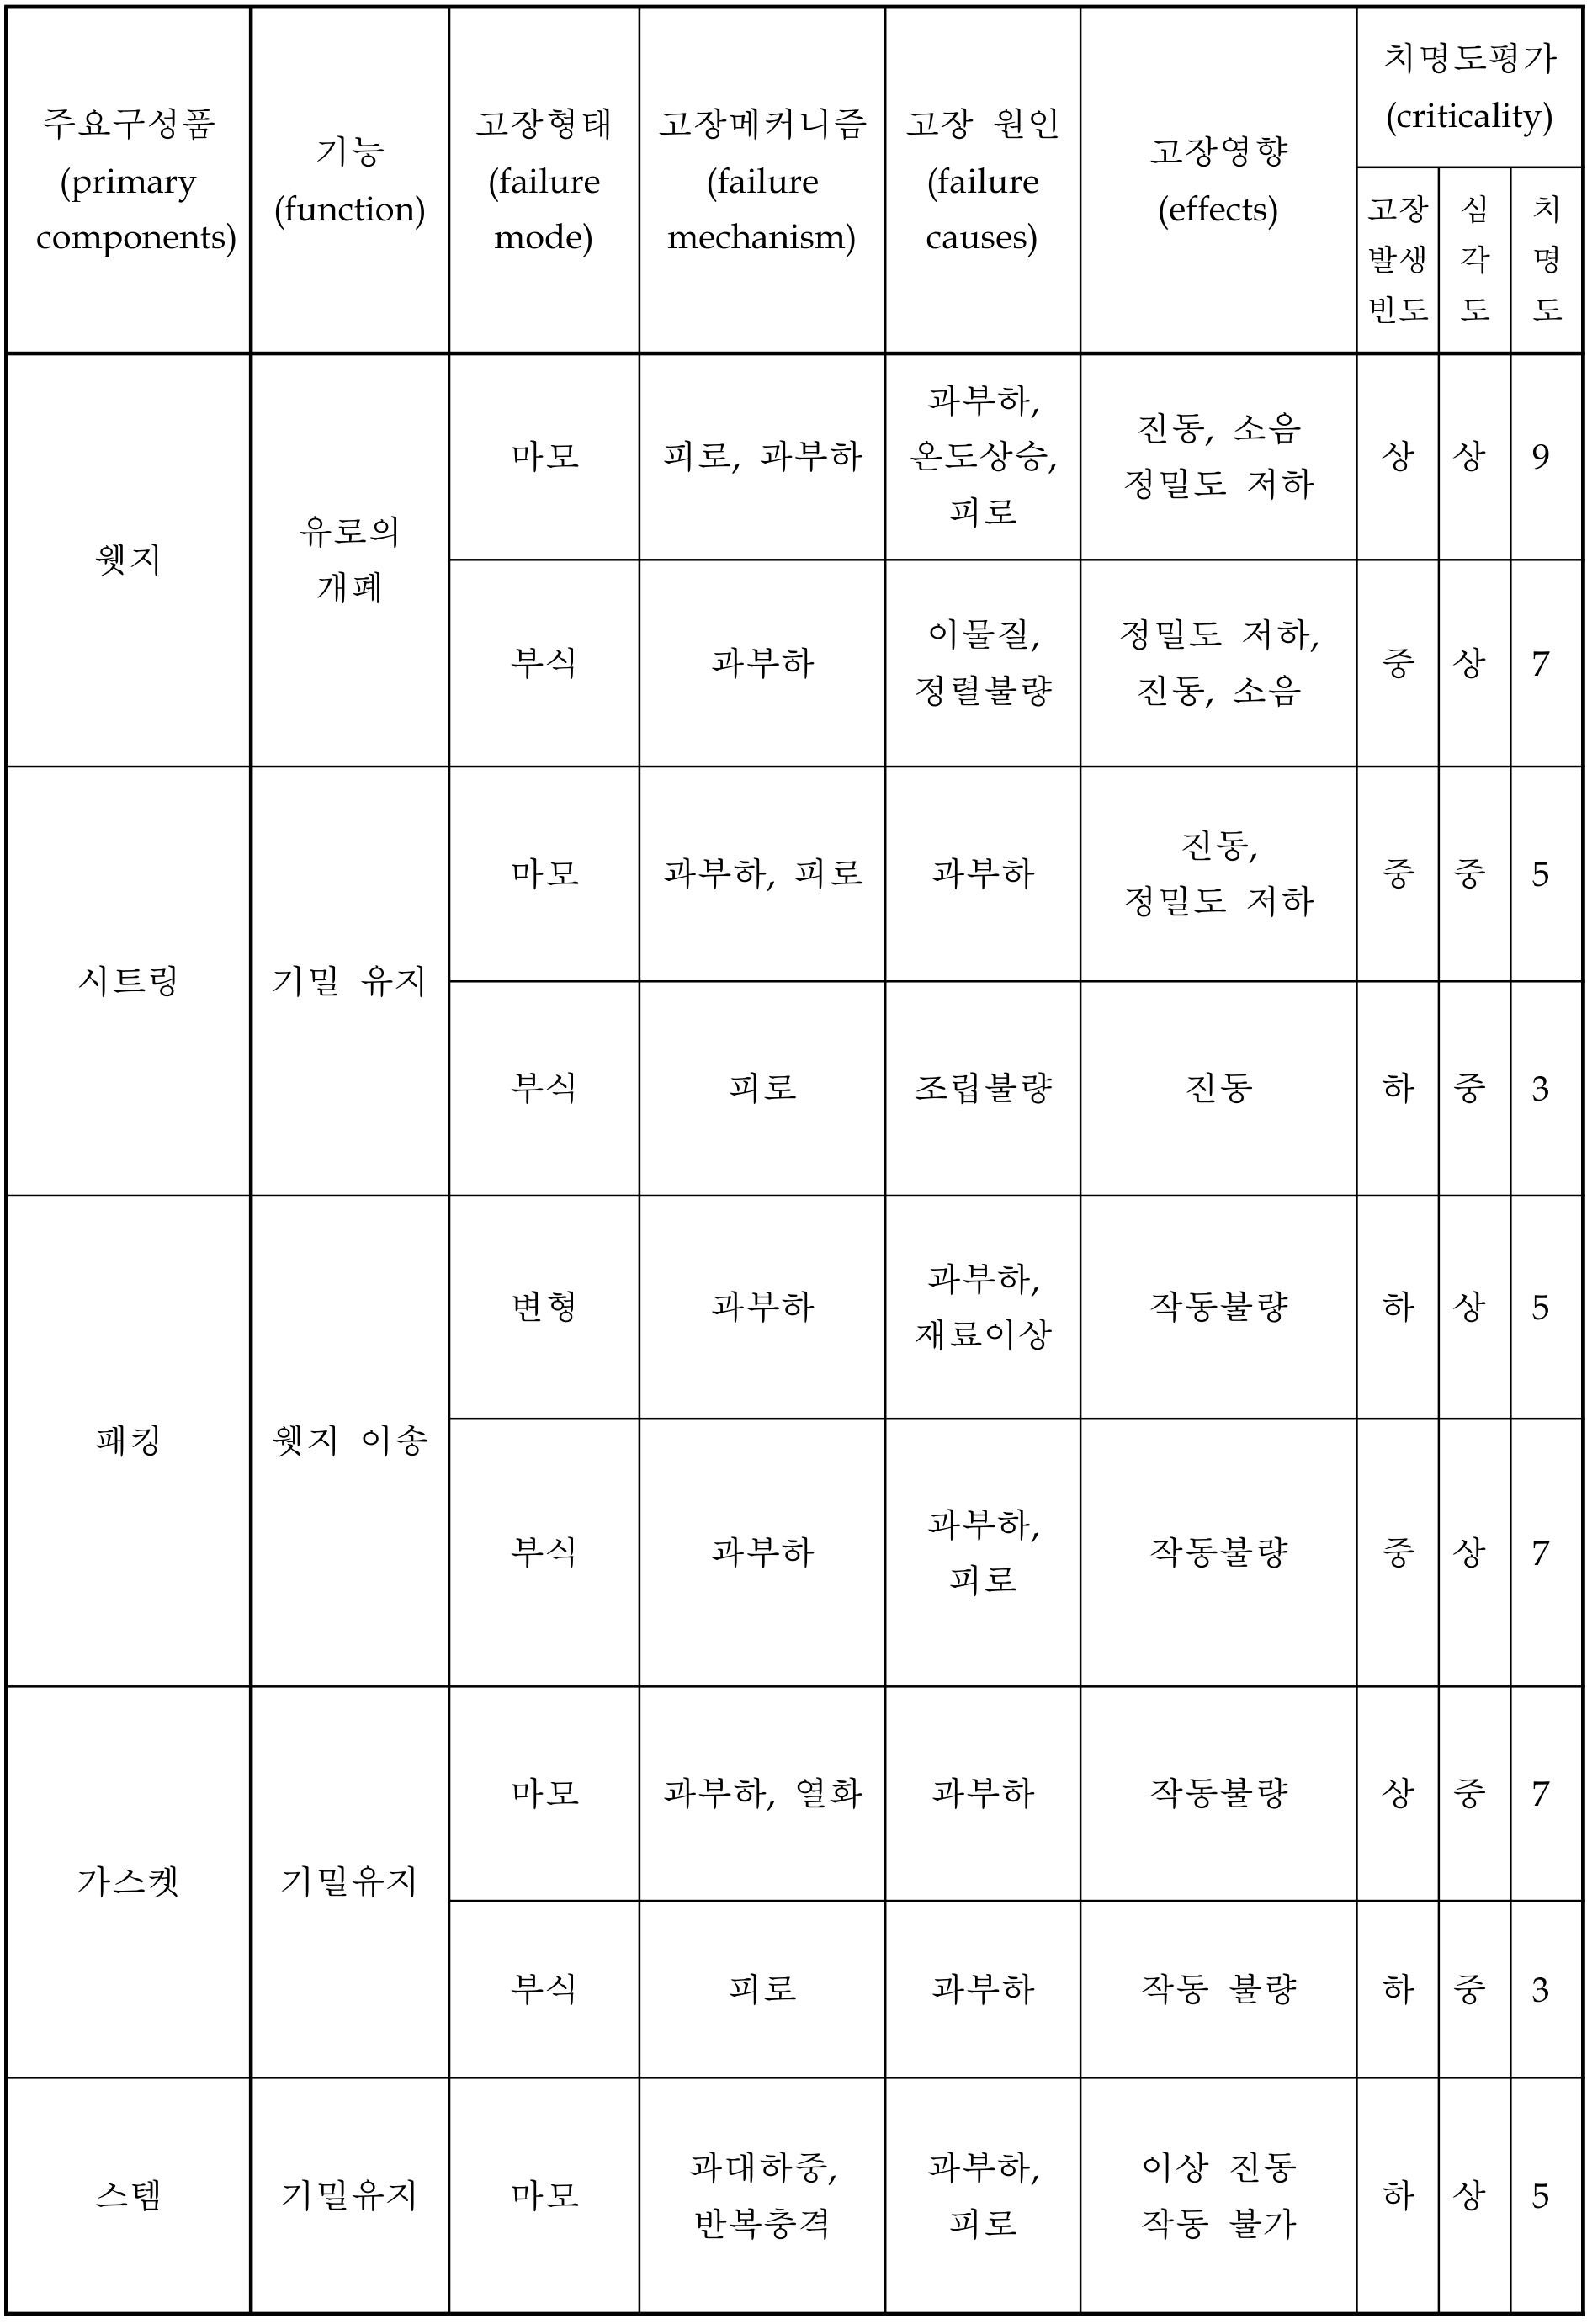 주요구성품
(primary
components)
기능
(function)
고장형태
(failure
mode)
고장메커니즘
(failure
mechanism)
고장 원인
(failure
causes)
고장영향
(effects)
치명도평가
(criticality)
고장
발생
빈도
심
각
도
치
명
도
웻지
유로의
개폐
마모
피로, 과부하
과부하,
온도상승,
피로
진동, 소음
정밀도 저하
상
상
9
부식
과부하
이물질,
정렬불량
정밀도 저하,
진동, 소음
중
상
7
시트링
기밀 유지
마모
과부하, 피로
과부하
진동,
정밀도 저하
중
중
5
부식
피로
조립불량
진동
하
중
3
패킹
웻지 이송
변형
과부하
과부하,
재료이상
작동불량
하
상
5
부식
과부하
과부하,
피로
작동불량
중
상
7
가스켓
기밀유지
마모
과부하, 열화
과부하
작동불량
상
중
7
부식
피로
과부하
작동 불량
하
중
3
스템
기밀유지
마모
과대하중,
반복충격
과부하,
피로
이상 진동
작동 불가
하
상
5